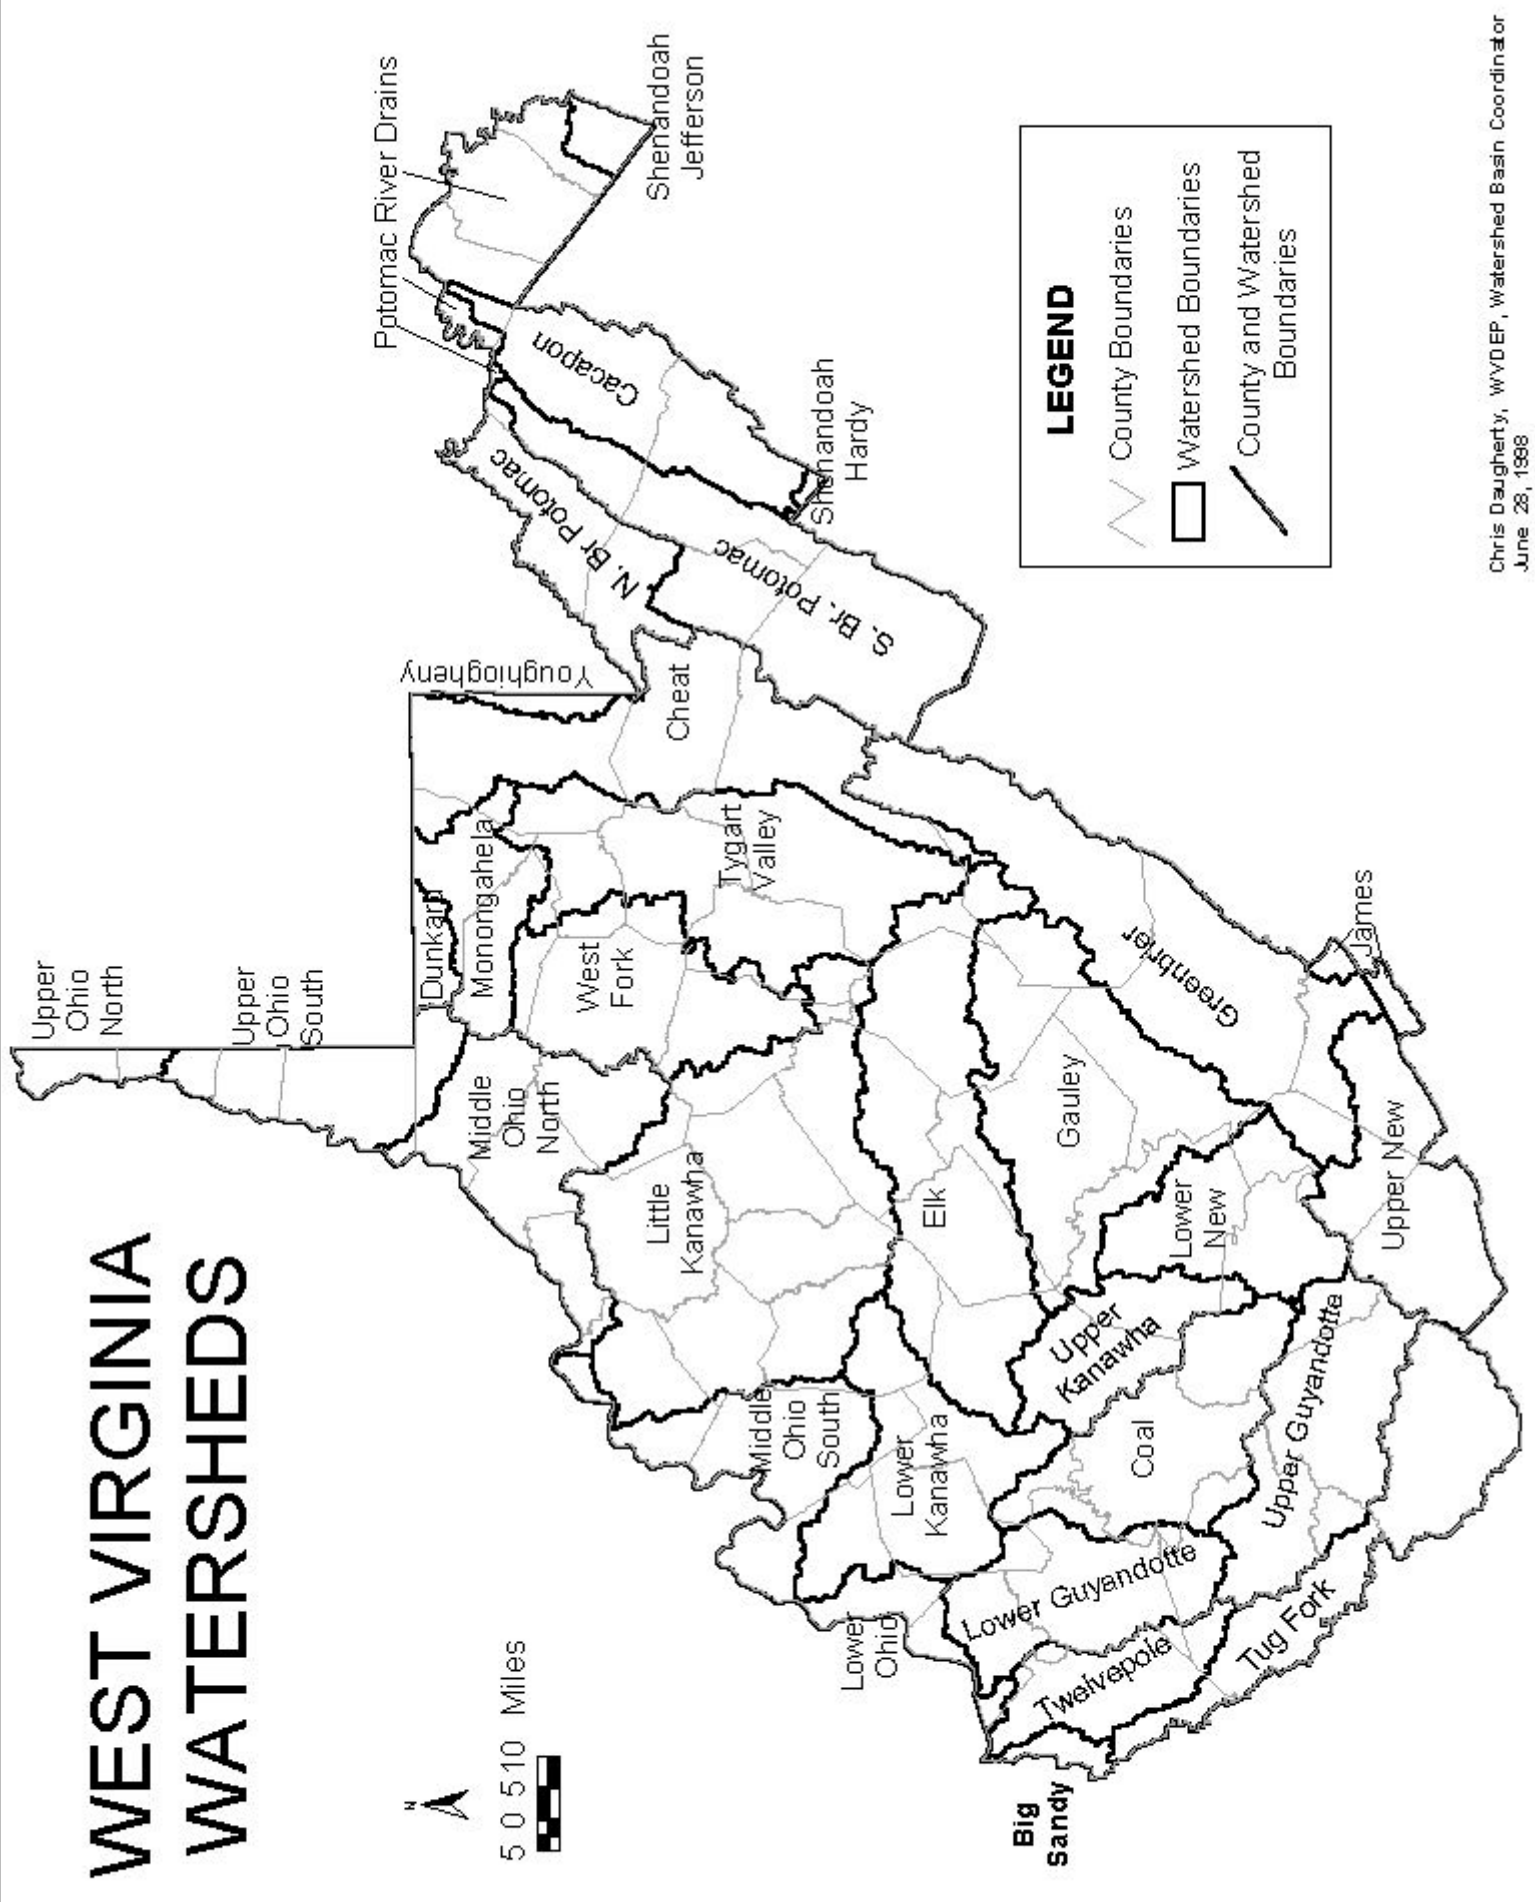 WEST VIRGINIA
WATERSHEDS
N
5 0 5 10 Miles
Upper
Ohio
North
Upper
Ohio
South
Dunkard
Monongahela
Middle
Ohio
North
West
Fork
Youghiogheny
Cheat
Tygart
Valley
N. Br Potomac
S. Br. Potomac
Cacapon
Potomac River Drains
Shenandoah
Jefferson
Shenandoah
Hardy
Little
Kanawha
Middle
Ohio
South
Elk
Gauley
Greenbrier
James
Lower
New
Upper New
Upper
Kanawha
Lower
Kanawha
Coal
Upper Guyandotte
Lower Guyandotte
Lower
Ohio
Twelvepole
Tug Fork
Big
Sandy
LEGEND
County Boundaries
Watershed Boundaries
County and Watershed
Boundaries
Chris Daugherty, WVDEP, Watershed Basin Coordinator
June 28, 1998